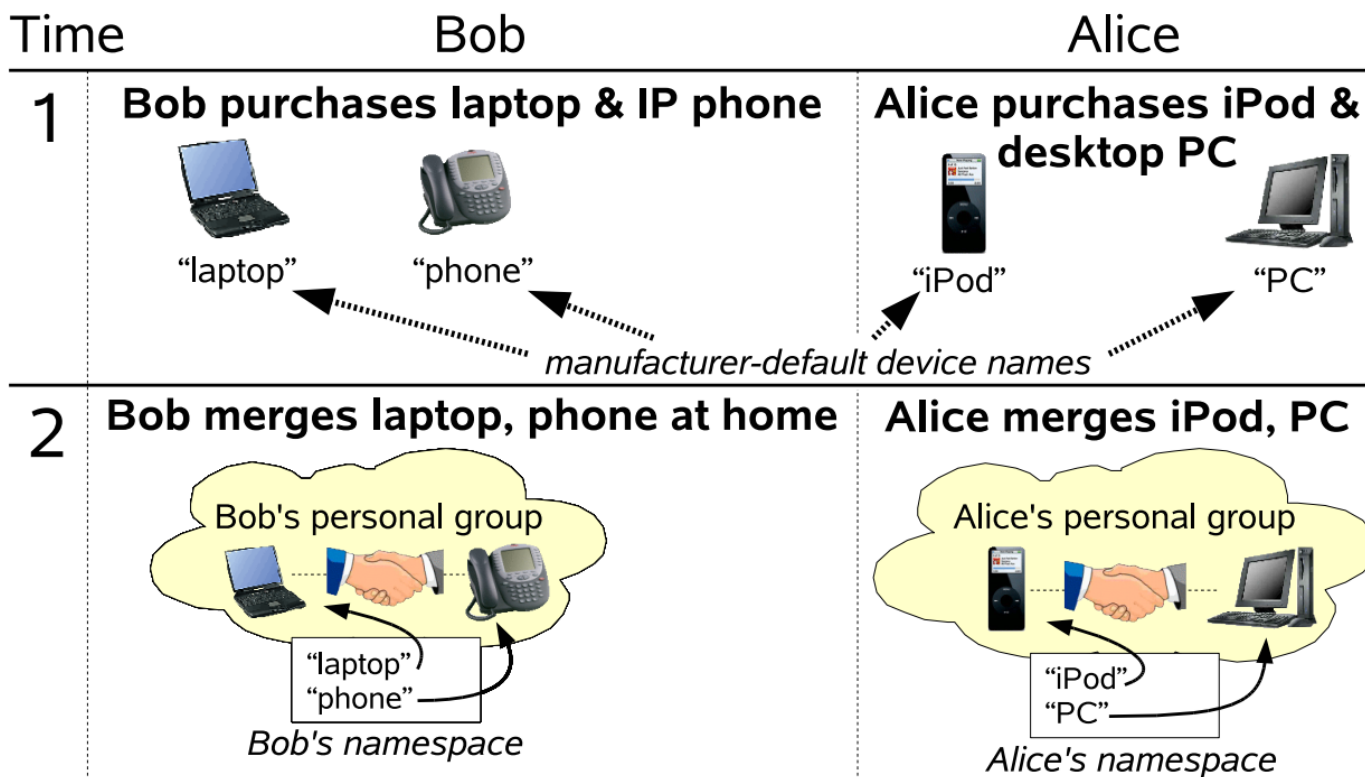 Time Bob Alice
1
Bob purchases laptop & IP phone
“laptop” “phone”
Alice purchases iPod &
desktop PC
“iPod” “PC”
manufacturer-default device names
2
Bob merges laptop, phone at home
Bob's personal group
“laptop”
“phone”
Bob's namespace
Alice merges iPod, PC
Alice's personal group
“iPod”
“PC”
Alice's namespace